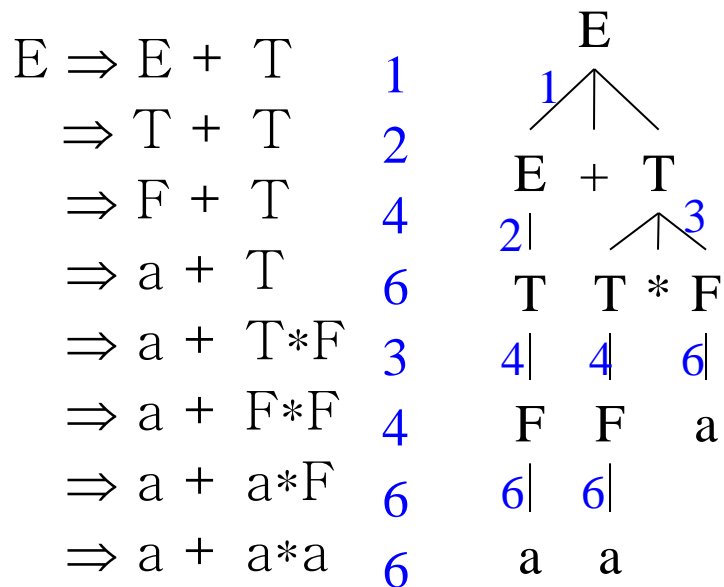 E ⇒ E + T 1
⇒ T + T 2
⇒ F + T 4
⇒ a + T 6
⇒ a + T*F 3
⇒ a + F*F 4
⇒ a + a*F 6
⇒ a + a*a 6
E
1
E + T
2 3
T T * F
4 4 6
F F a
6 6
a a